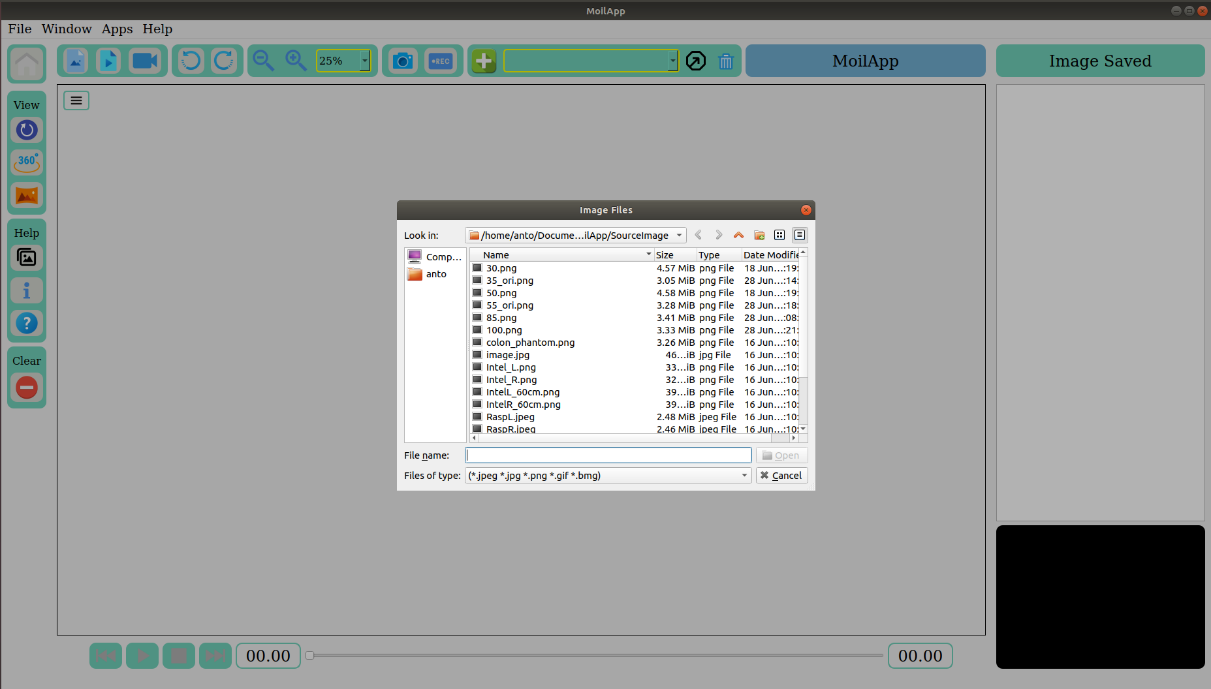 MoilApp
File Window Apps Help
25%
•REC
MoilApp
Image Saved
View
360°
Help
i
?
Clear
Image Files
Look in: /home/anto/Docume...ilApp/SourceImage
Comp...
anto
Name Size Type Date Modifie
30.png 4.57 MiB png File 18 Jun...:19:
35_ori.png 3.05 MiB png File 28 Jun...:14:
50.png 4.58 MiB png File 18 Jun...:19:
55_ori.png 3.28 MiB png File 28 Jun...:18:
85.png 3.41 MiB png File 28 Jun...:08:
100.png 3.33 MiB png File 28 Jun...:21:
colon_phantom.png 3.26 MiB png File 16 Jun...:10:
image.jpg 46...iB jpg File 16 Jun...:10:
Intel_L.png 33...iB png File 16 Jun...:10:
Intel_R.png 32...iB png File 16 Jun...:10:
IntelL_60cm.png 39...iB png File 16 Jun...:10:
IntelR_60cm.png 39...iB png File 16 Jun...:10:
RaspL.jpeg 2.48 MiB jpeg File 16 Jun...:10:
RaspR.jpeg 2.46 MiB jpeg File 16 Jun...:10:
File name: Open
Files of type: (*.jpeg *.jpg *.png *.gif *.bmg) Cancel
00.00 00.00